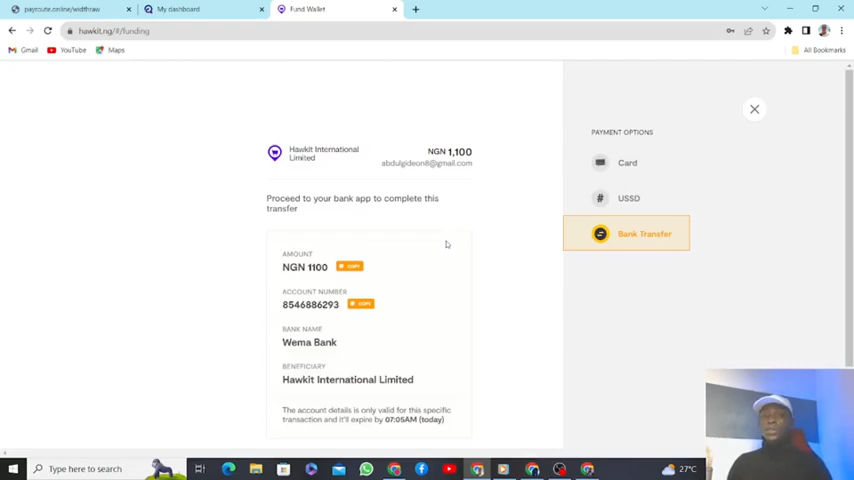 payroute.online/widthraw
My dashboard
Fund Wallet
hawkit.ng/#/funding
Gmail
YouTube
Maps
All Bookmarks
Hawkit International
Limited
NGN 1,100
abdulgideon8@gmail.com
Proceed to your bank app to complete this
transfer
AMOUNT
NGN 1100
COPY
ACCOUNT NUMBER
8546886293
COPY
BANK NAME
Wema Bank
BENEFICIARY
Hawkit International Limited
The account details is only valid for this specific
transaction and it'll expire by 07:05AM (today)
PAYMENT OPTIONS
Card
#
USSD
Bank Transfer
Type here to search
27°C